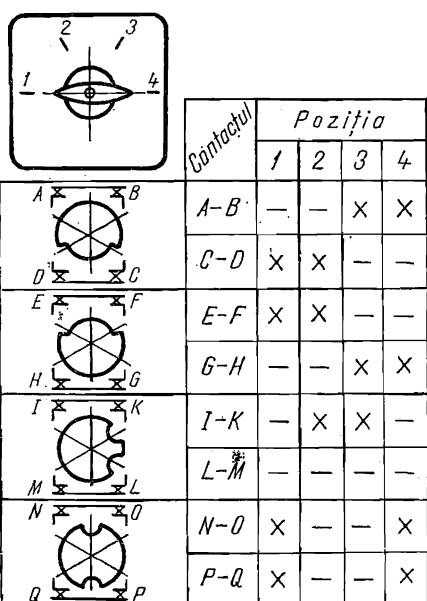 2 3
1 4
Contactul Poziția
1 2 3 4
A B
D C
A-B — — X X
C-D X X — —
E F
H G
E-F X X — —
G-H — — X X
I K
M L
I-K — X X —
L-M — — — —
N O
Q P
N-O X — — X
P-Q X — — X